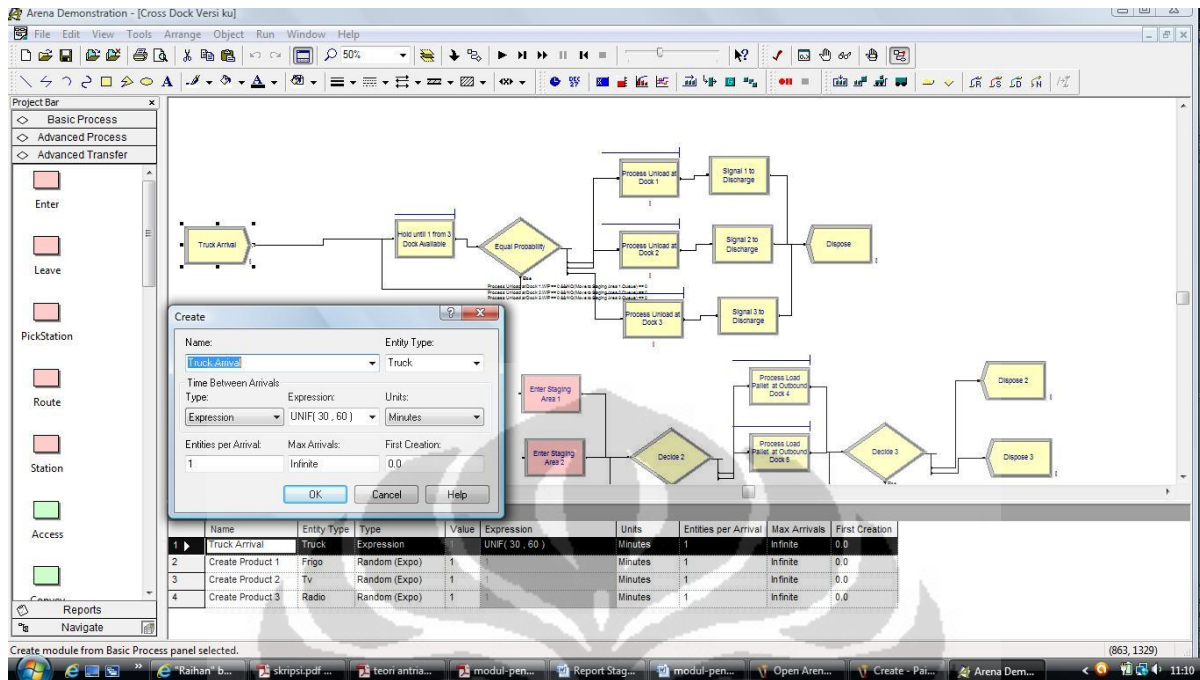 Arena Demonstration - [Cross Dock Versi ku]
File Edit View Tools Arrange Object Run Window Help
50%
Project Bar
Basic Process
Advanced Process
Advanced Transfer
Enter
Leave
PickStation
Route
Station
Access
Convey
Reports
Navigate
Truck Arrival
Hold until 1 from 3
Dock Available
Equal Probability
Else
Process Unload at
Dock 1
Signal 1 to
Discharge
Process Unload at
Dock 2
Signal 2 to
Discharge
Dispose
Process Unload at
Dock 3
Signal 3 to
Discharge
Enter Staging
Area 1
Enter Staging
Area 2
Decide 2
Process Load
Pallet at Outbound
Dock 4
Process Load
Pallet at Outbound
Dock 5
Decide 3
Dispose 2
Dispose 3
Create
Name:
Entity Type:
Truck Arrival
Truck
Time Between Arrivals
Type:
Expression:
Units:
Expression
UNIF( 30 , 60 )
Minutes
Entities per Arrival:
Max Arrivals:
First Creation:
1
Infinite
0.0
OK
Cancel
Help
Name Entity Type Type Value Expression Units Entities per Arrival Max Arrivals First Creation
1 Truck Arrival Truck Expression 1 UNIF( 30 , 60 ) Minutes 1 Infinite 0.0
2 Create Product 1 Frigo Random (Expo) 1 1 Minutes 1 Infinite 0.0
3 Create Product 2 Tv Random (Expo) 1 1 Minutes 1 Infinite 0.0
4 Create Product 3 Radio Random (Expo) 1 1 Minutes 1 Infinite 0.0
Create module from Basic Process panel selected.
(863, 1329)
"Raihan" b...
skripsi.pdf ...
teori antria...
modul-pen...
Report Stag...
modul-pen...
Open Aren...
Create - Pai...
Arena Dem...
11:10